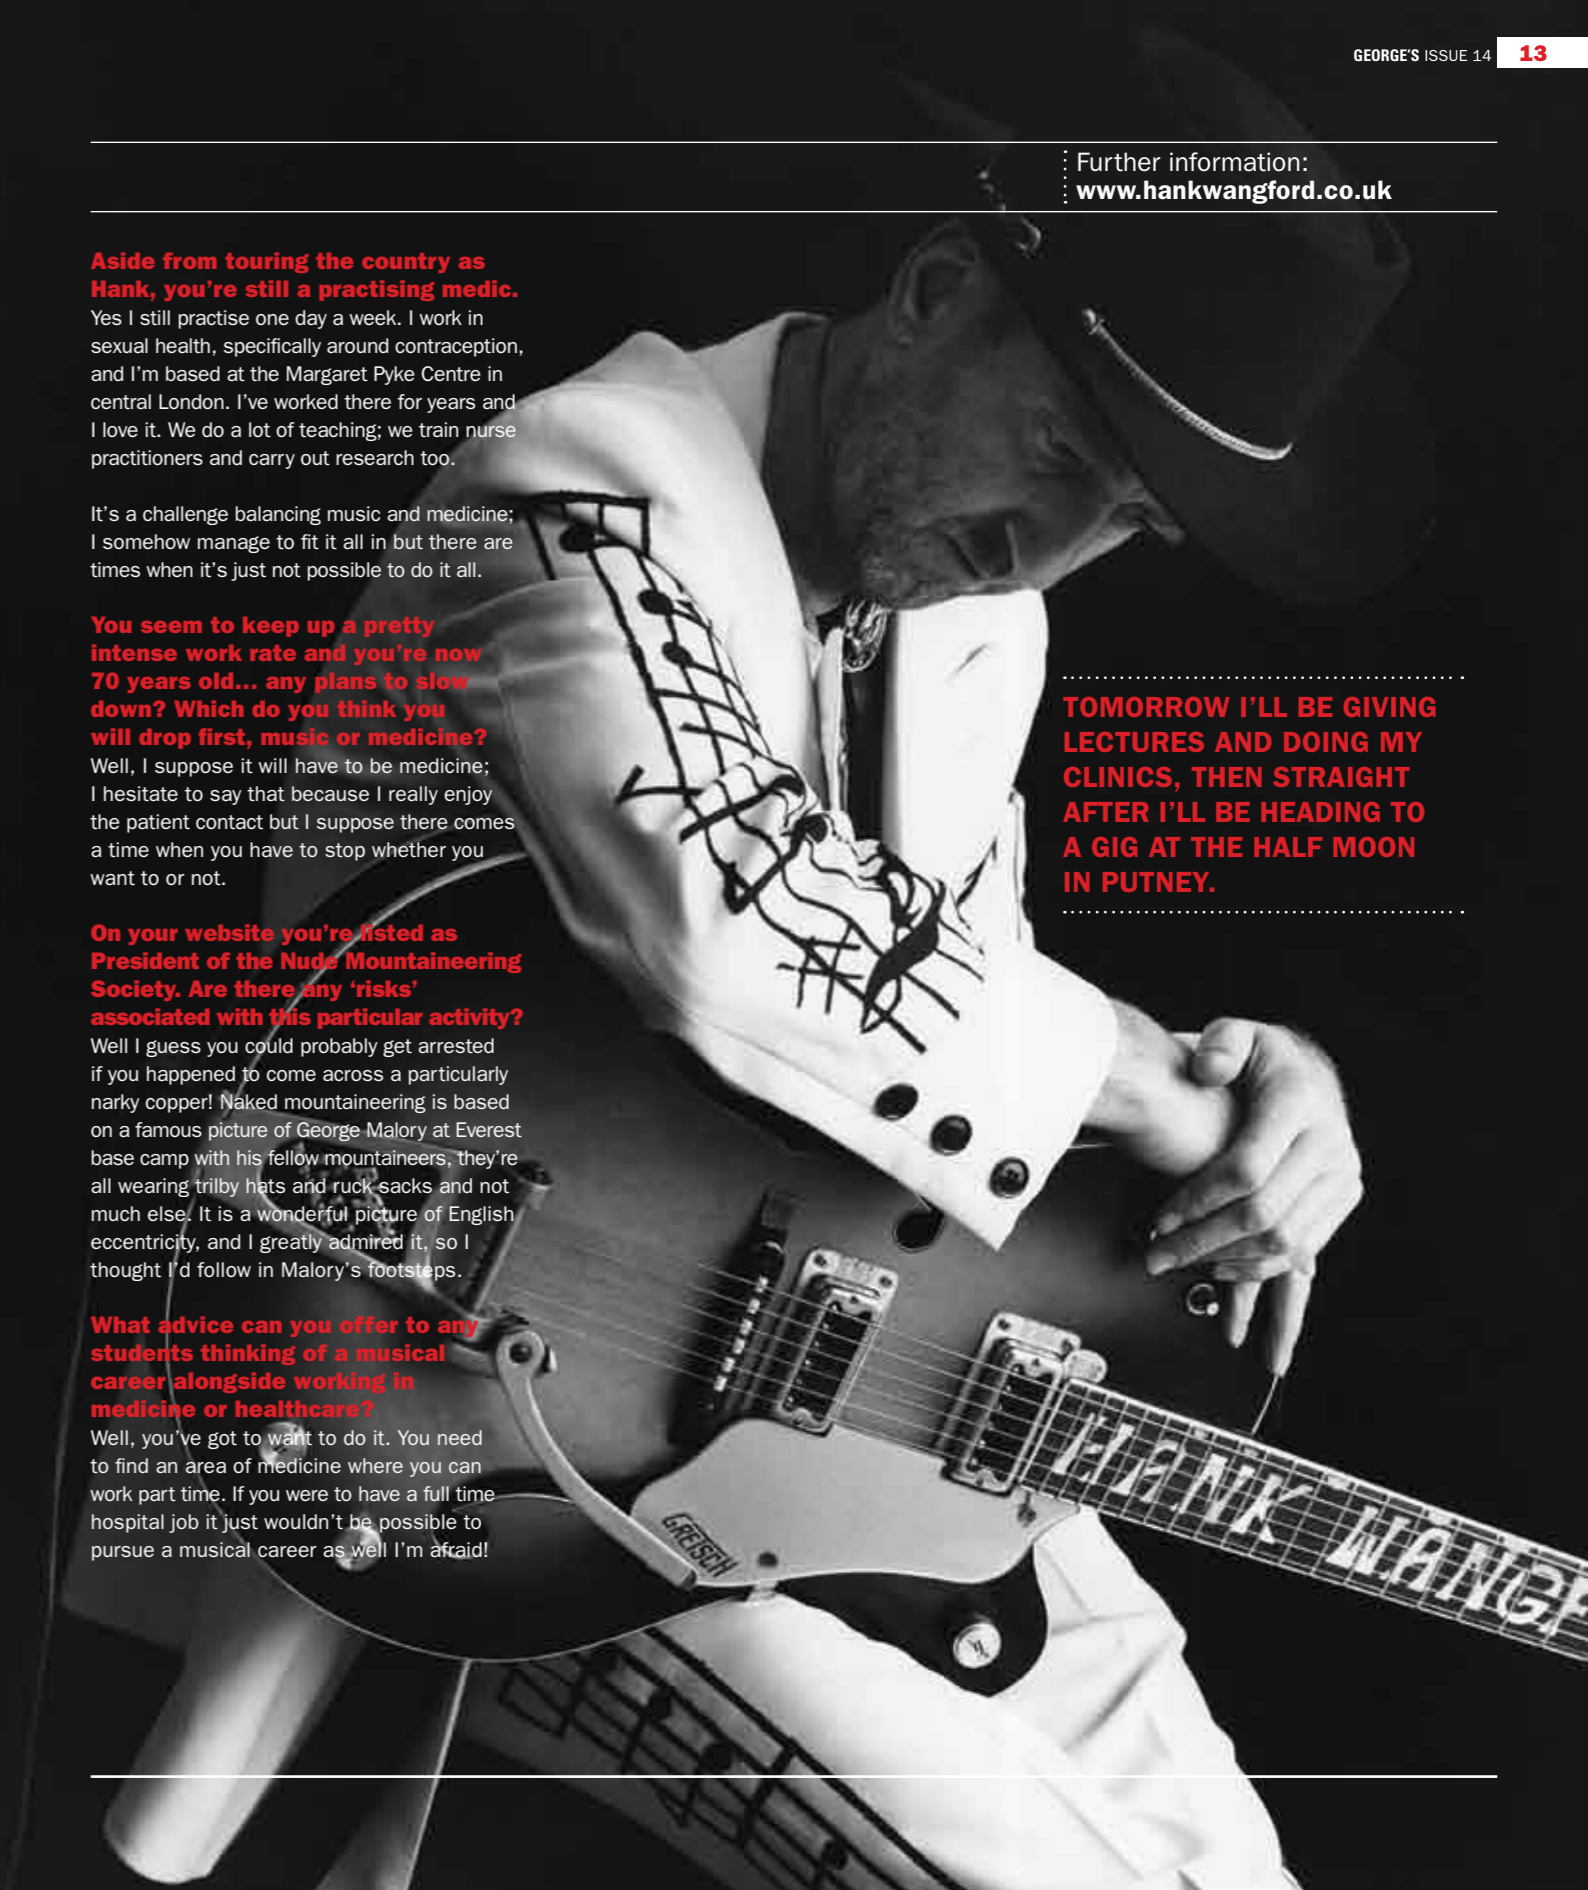 GEORGE'S ISSUE 14 13
Further information:
www.hankwangford.co.uk
Aside from touring the country as
Hank, you're still a practising medic.
Yes I still practise one day a week. I work in
sexual health, specifically around contraception,
and I'm based at the Margaret Pyke Centre in
central London. I've worked there for years and
I love it. We do a lot of teaching; we train nurse
practitioners and carry out research too.
It's a challenge balancing music and medicine;
I somehow manage to fit it all in but there are
times when it's just not possible to do it all.
You seem to keep up a pretty
intense work rate and you're now
70 years old... any plans to slow
down? Which do you think you
will drop first, music or medicine?
Well, I suppose it will have to be medicine;
I hesitate to say that because I really enjoy
the patient contact but I suppose there comes
a time when you have to stop whether you
want to or not.
On your website you're listed as
President of the Nude Mountaineering
Society. Are there any 'risks'
associated with this particular activity?
Well I guess you could probably get arrested
if you happened to come across a particularly
narky copper! Naked mountaineering is based
on a famous picture of George Malory at Everest
base camp with his fellow mountaineers, they're
all wearing trilby hats and ruck sacks and not
much else. It is a wonderful picture of English
eccentricity, and I greatly admired it, so I
thought I'd follow in Malory's footsteps.
What advice can you offer to any
students thinking of a musical
career alongside working in
medicine or healthcare?
Well, you've got to want to do it. You need
to find an area of medicine where you can
work part time. If you were to have a full time
hospital job it just wouldn't be possible to
pursue a musical career as well I'm afraid!
TOMORROW I'LL BE GIVING
LECTURES AND DOING MY
CLINICS, THEN STRAIGHT
AFTER I'LL BE HEADING TO
A GIG AT THE HALF MOON
IN PUTNEY.
GRETSCH
HANK WANGF